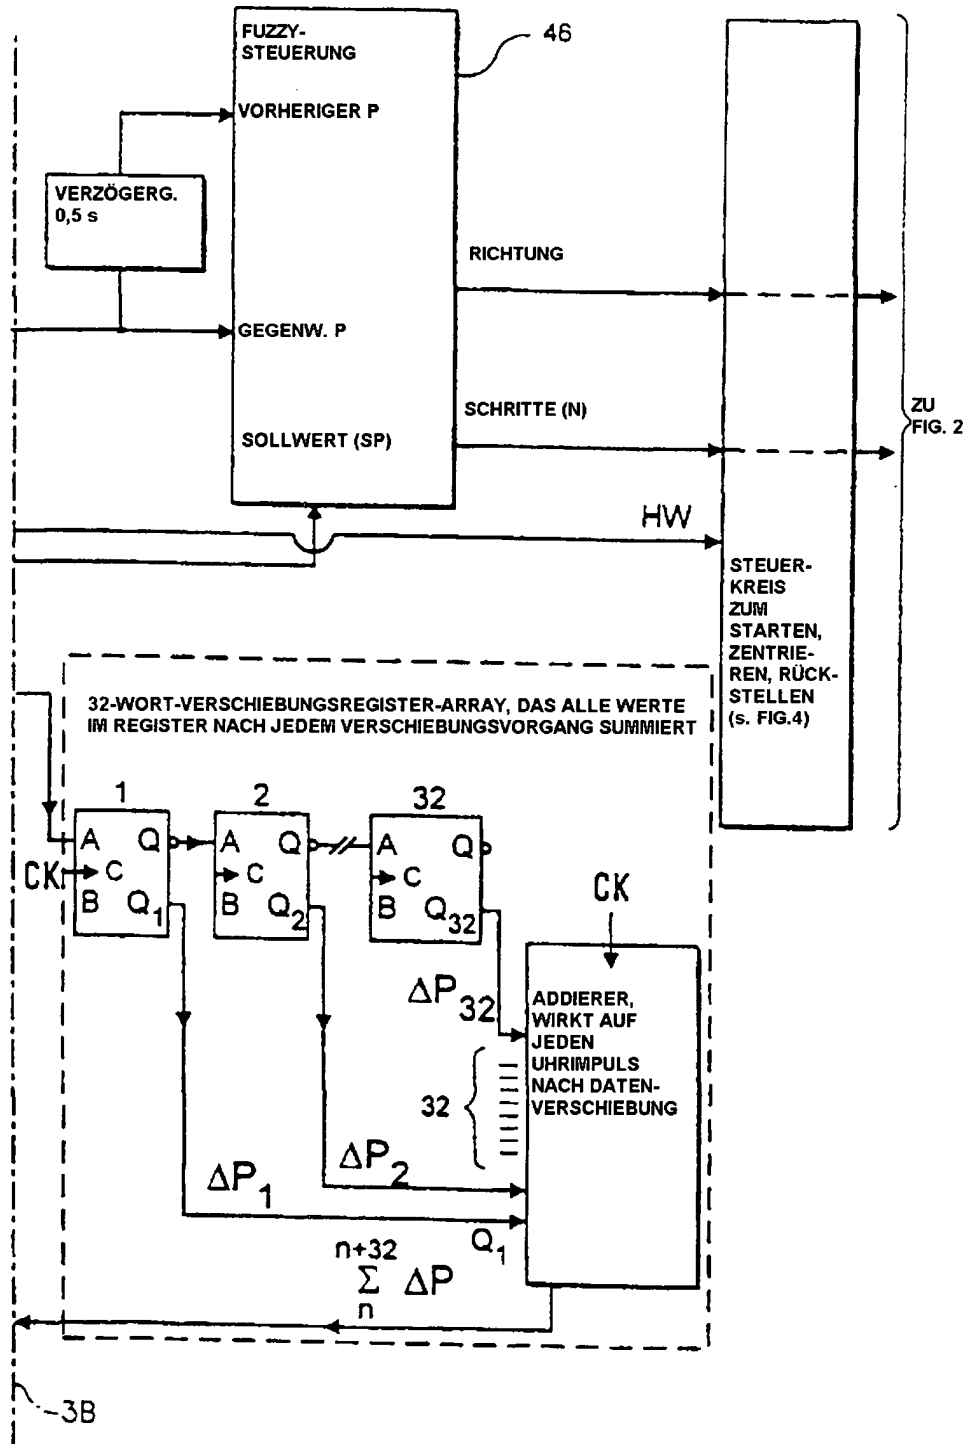 FUZZY-
STEUERUNG
46
VORHERIGER P
VERZÖGERG.
0,5 s
RICHTUNG
GEGENW. P
SCHRITTE (N)
ZU
FIG. 2
SOLLWERT (SP)
HW
STEUER-
KREIS
ZUM
STARTEN,
ZENTRIE-
REN, RÜCK-
STELLEN
(s. FIG.4)
32-WORT-VERSCHIEBUNGSREGISTER-ARRAY, DAS ALLE WERTE
IM REGISTER NACH JEDEM VERSCHIEBUNGSVORGANG SUMMIERT
1
2
32
A Q
A Q
A Q
CK C
C
C
B Q1
B Q2
B Q32
CK
ΔP32
ADDIERER,
WIRKT AUF
JEDEN
UHRIMPULS
NACH DATEN-
VERSCHIEBUNG
32
ΔP1
ΔP2
Q1
n+32
Σ ΔP
n
3B